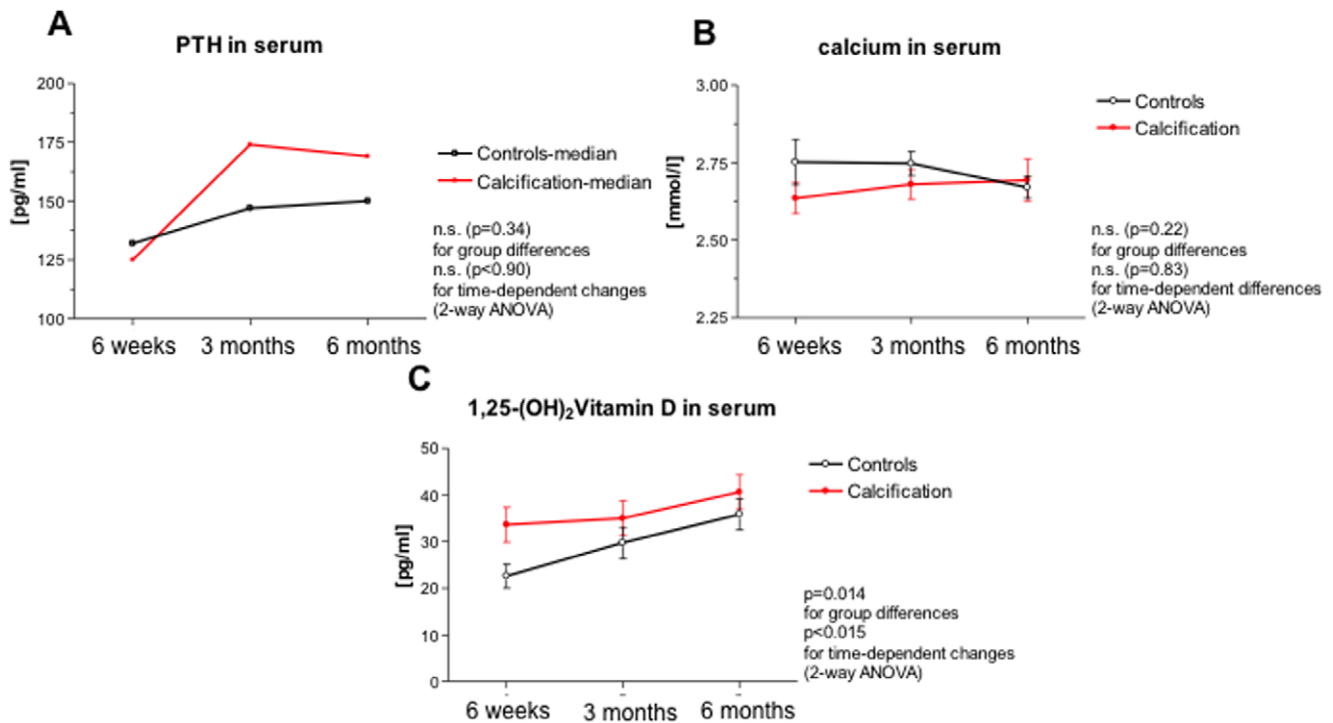 A
PTH in serum
200
175
150
125
100
[pg/ml]
6 weeks 3 months 6 months
Controls-median
Calcification-median
n.s. (p=0.34)
for group differences
n.s. (p<0.90)
for time-dependent changes
(2-way ANOVA)
B
calcium in serum
3.00
2.75
2.50
2.25
[mmol/l]
6 weeks 3 months 6 months
Controls
Calcification
n.s. (p=0.22)
for group differences
n.s. (p=0.83)
for time-dependent differences
(2-way ANOVA)
C
1,25-(OH)₂Vitamin D in serum
50
40
30
20
10
0
[pg/ml]
6 weeks 3 months 6 months
Controls
Calcification
p=0.014
for group differences
p<0.015
for time-dependent changes
(2-way ANOVA)